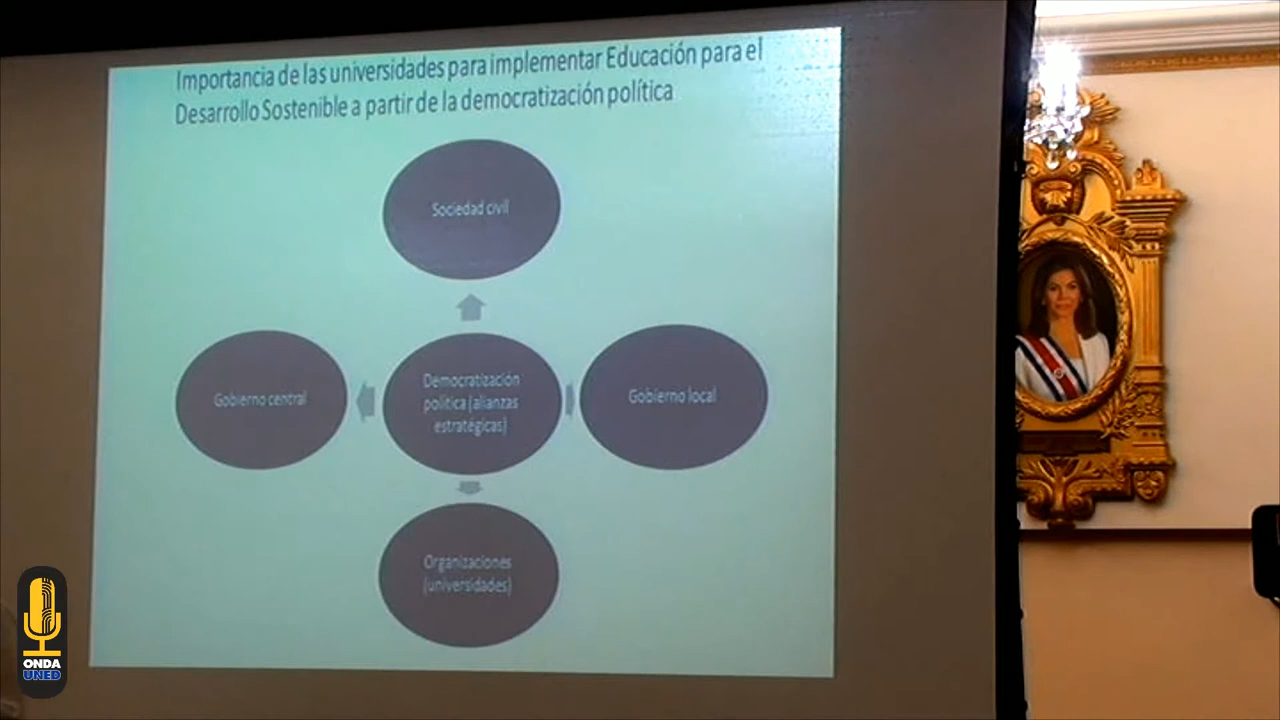 Importancia de las universidades para implementar Educación para el
Desarrollo Sostenible a partir de la democratización política
Sociedad civil
Gobierno central
Democratización
política (alianzas
estratégicas)
Gobierno local
Organizaciones
(universidades)
ONDA
UNED